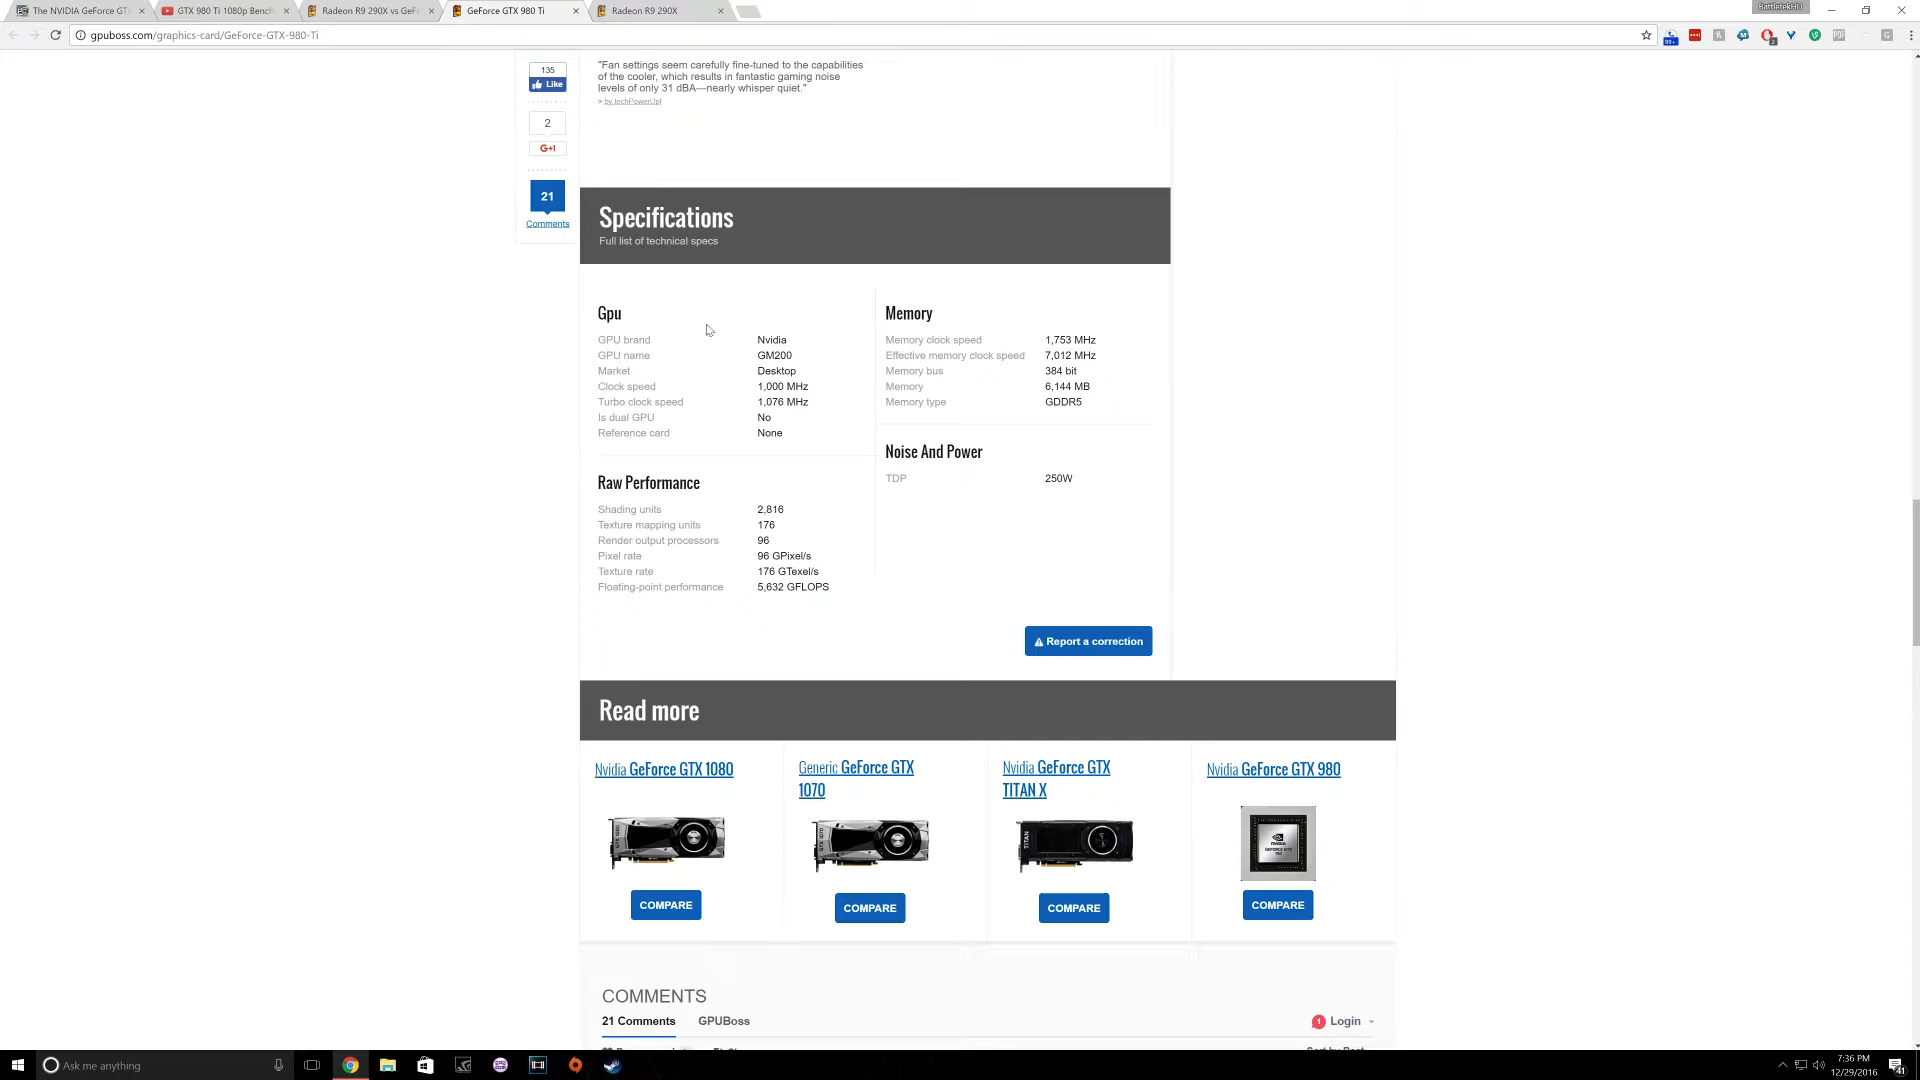 The NVIDIA GeForce GT
GTX 980 Ti 1080p Bench
Radeon R9 290X vs GeFo
GeForce GTX 980 Ti
Radeon R9 290X
BattletekHD
gpuboss.com/graphics-card/GeForce-GTX-980-Ti
99+
2
PDF
G
135
Like
2
G+1
21
Comments
"Fan settings seem carefully fine-tuned to the capabilities
of the cooler, which results in fantastic gaming noise
levels of only 31 dBA—nearly whisper quiet."
> by techPowerUp!
Specifications
Full list of technical specs
Gpu
GPU brand Nvidia
GPU name GM200
Market Desktop
Clock speed 1,000 MHz
Turbo clock speed 1,076 MHz
Is dual GPU No
Reference card None
Raw Performance
Shading units 2,816
Texture mapping units 176
Render output processors 96
Pixel rate 96 GPixel/s
Texture rate 176 GTexel/s
Floating-point performance 5,632 GFLOPS
Memory
Memory clock speed 1,753 MHz
Effective memory clock speed 7,012 MHz
Memory bus 384 bit
Memory 6,144 MB
Memory type GDDR5
Noise And Power
TDP 250W
Report a correction
Read more
Nvidia GeForce GTX 1080
COMPARE
Generic GeForce GTX
1070
COMPARE
Nvidia GeForce GTX
TITAN X
TITAN
COMPARE
Nvidia GeForce GTX 980
NVIDIA
COMPARE
COMMENTS
21 Comments GPUBoss
1 Login
Ask me anything
7:36 PM
12/29/2016
41